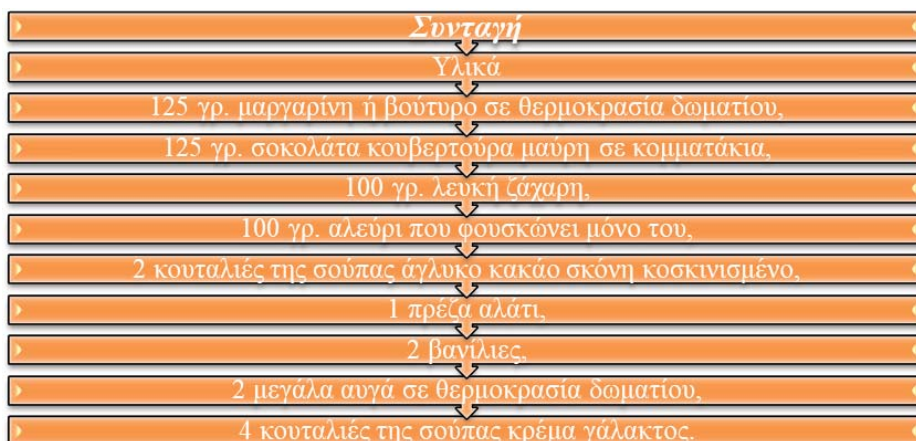 Συνταγή
Υλικά
125 γρ. μαργαρίνη ή βούτυρο σε θερμοκρασία δωματίου,
125 γρ. σοκολάτα κουβερτούρα μαύρη σε κομματάκια,
100 γρ. λευκή ζάχαρη,
100 γρ. αλεύρι που φουσκώνει μόνο του,
2 κουταλιές της σούπας άγλυκο κακάο σκόνη κοσκινισμένο,
1 πρέζα αλάτι,
2 βανίλιες,
2 μεγάλα αυγά σε θερμοκρασία δωματίου,
4 κουταλιές της σούπας κρέμα γάλακτος.